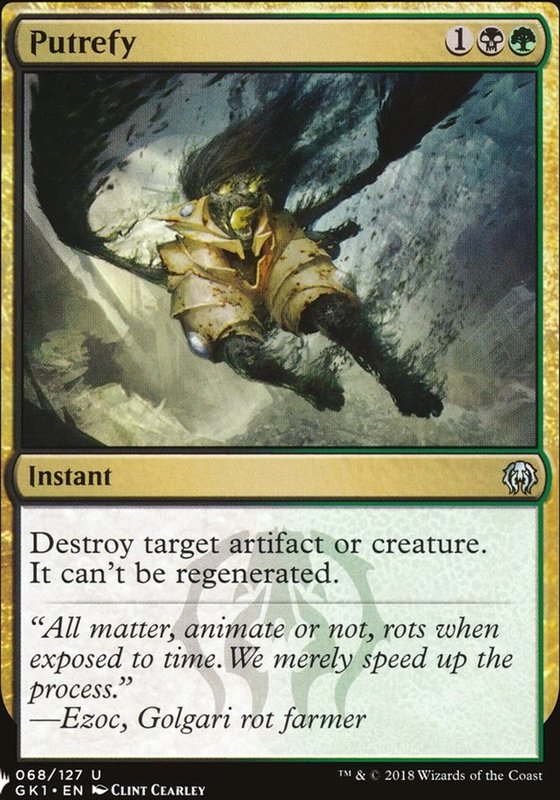 Putrefy 1
Instant
Destroy target artifact or creature.
It can't be regenerated.
“All matter, animate or not, rots when
exposed to time. We merely speed up the
process.”
—Ezoc, Golgari rot farmer
068/127 U
GK1 • EN Clint Cearley
™ & © 2018 Wizards of the Coast